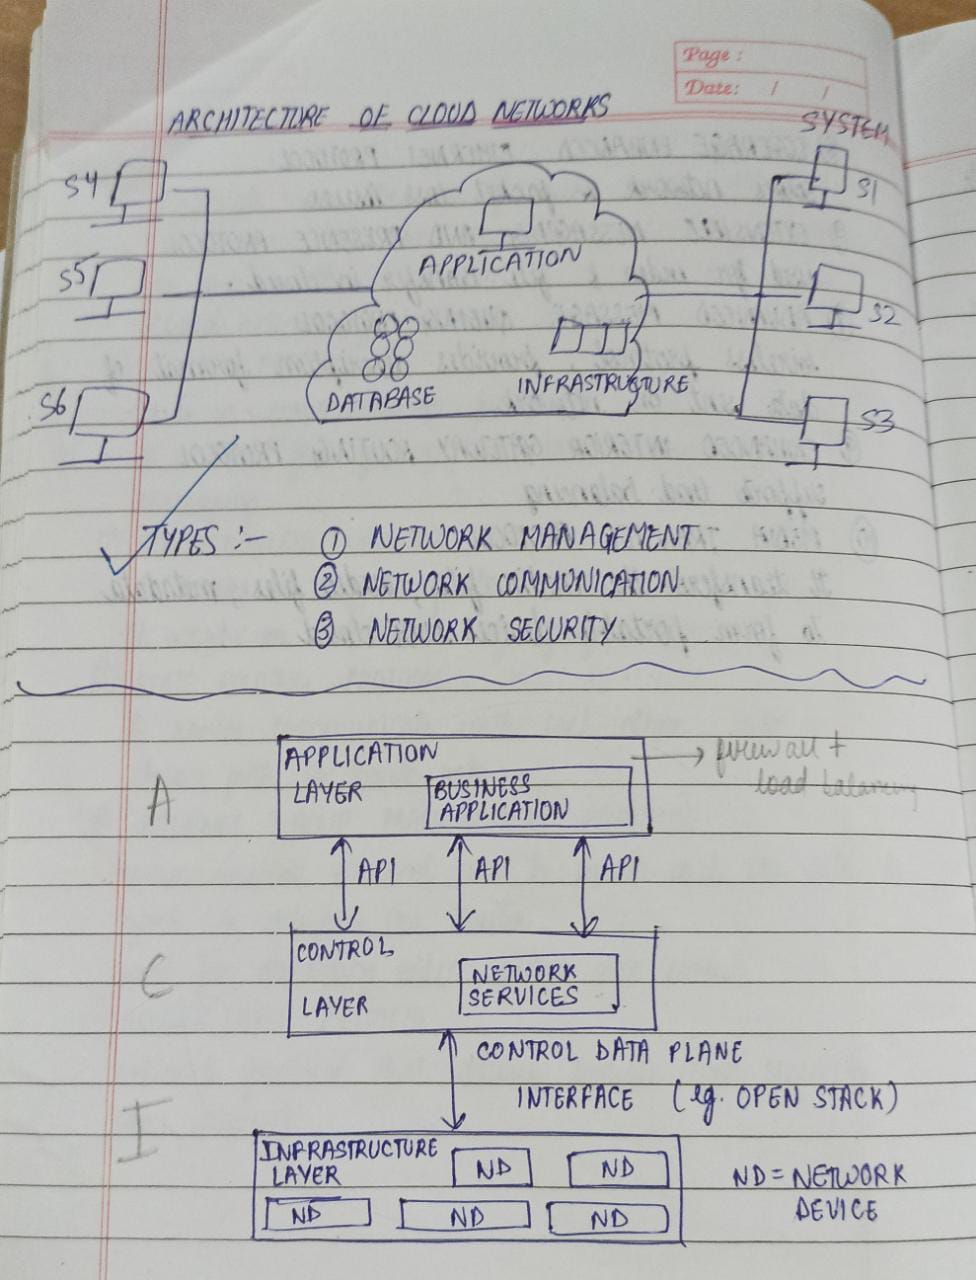 Page :
Date: / /
ARCHITECTURE OF CLOUD NETWORKS
SYSTEM
S4
S1
S5
APPLICATION
S2
S6
DATABASE
INFRASTRUCTURE
S3
TYPES :-
① NETWORK MANAGEMENT
② NETWORK COMMUNICATION
③ NETWORK SECURITY
APPLICATION
LAYER
BUSINESS
APPLICATION
firewall +
load balancing
A
API
API
API
CONTROL
LAYER
NETWORK
SERVICES
C
CONTROL DATA PLANE
INTERFACE (eg. OPEN STACK)
I
INFRASTRUCTURE
LAYER
ND
ND
ND
ND
ND
ND = NETWORK
DEVICE